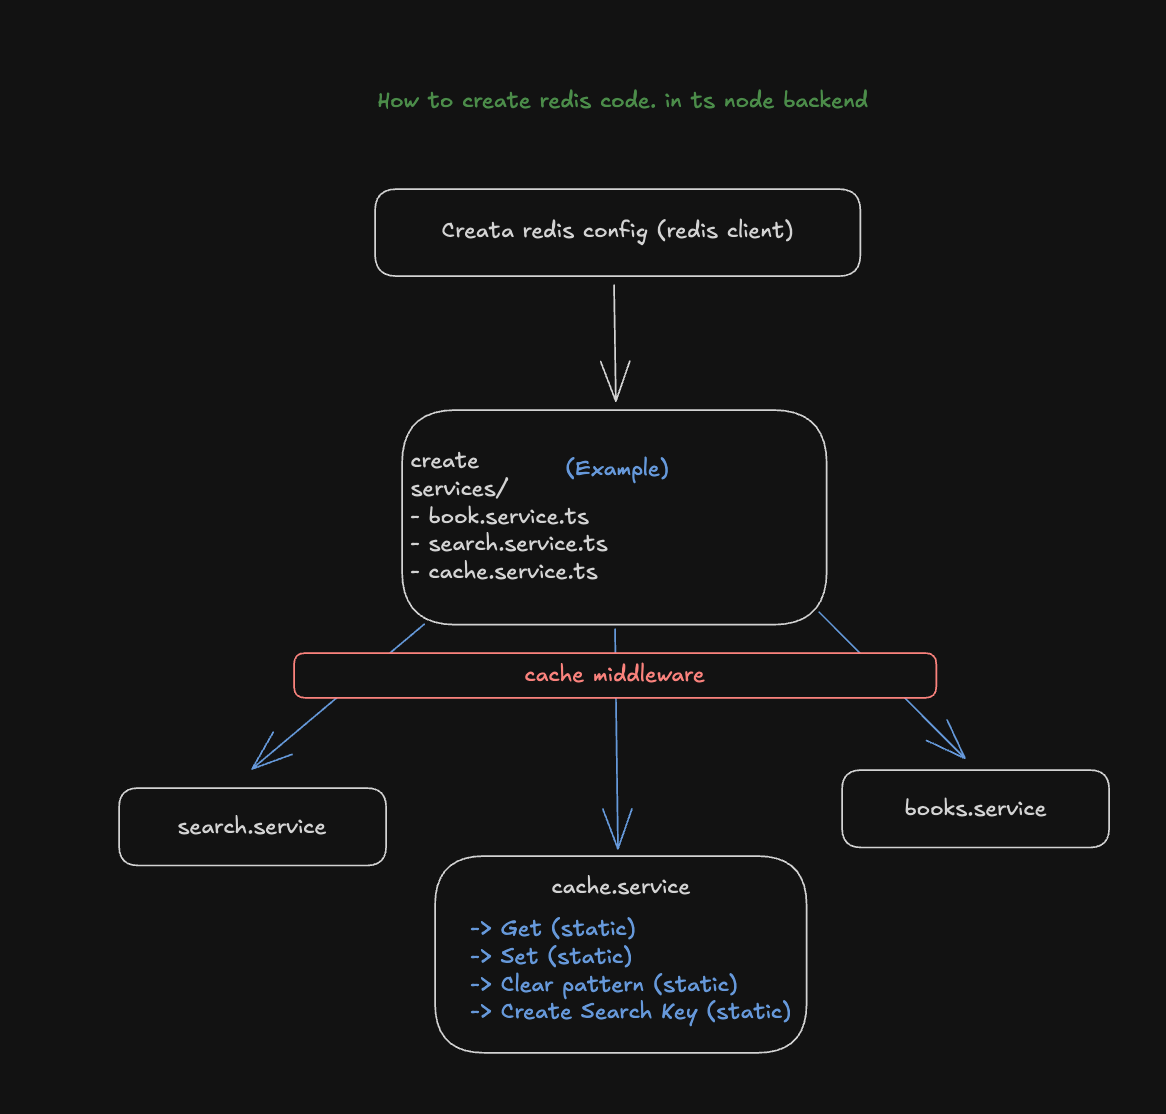 How to create redis code. in ts node backend
Creata redis config (redis client)
create
(Example)
services/
- book.service.ts
- search.service.ts
- cache.service.ts
cache middleware
search.service
books.service
cache.service
-> Get (static)
-> Set (static)
-> Clear pattern (static)
-> Create Search Key (static)